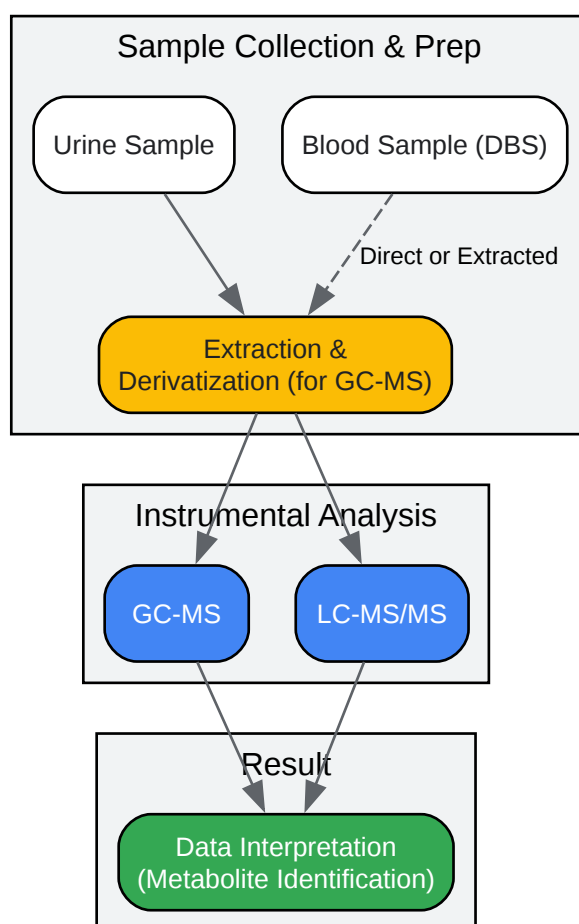 Sample Collection & Prep
Urine Sample
Blood Sample (DBS)
Direct or Extracted
Extraction &
Derivatization (for GC-MS)
Instrumental Analysis
GC-MS
LC-MS/MS
Result
Data Interpretation
(Metabolite Identification)